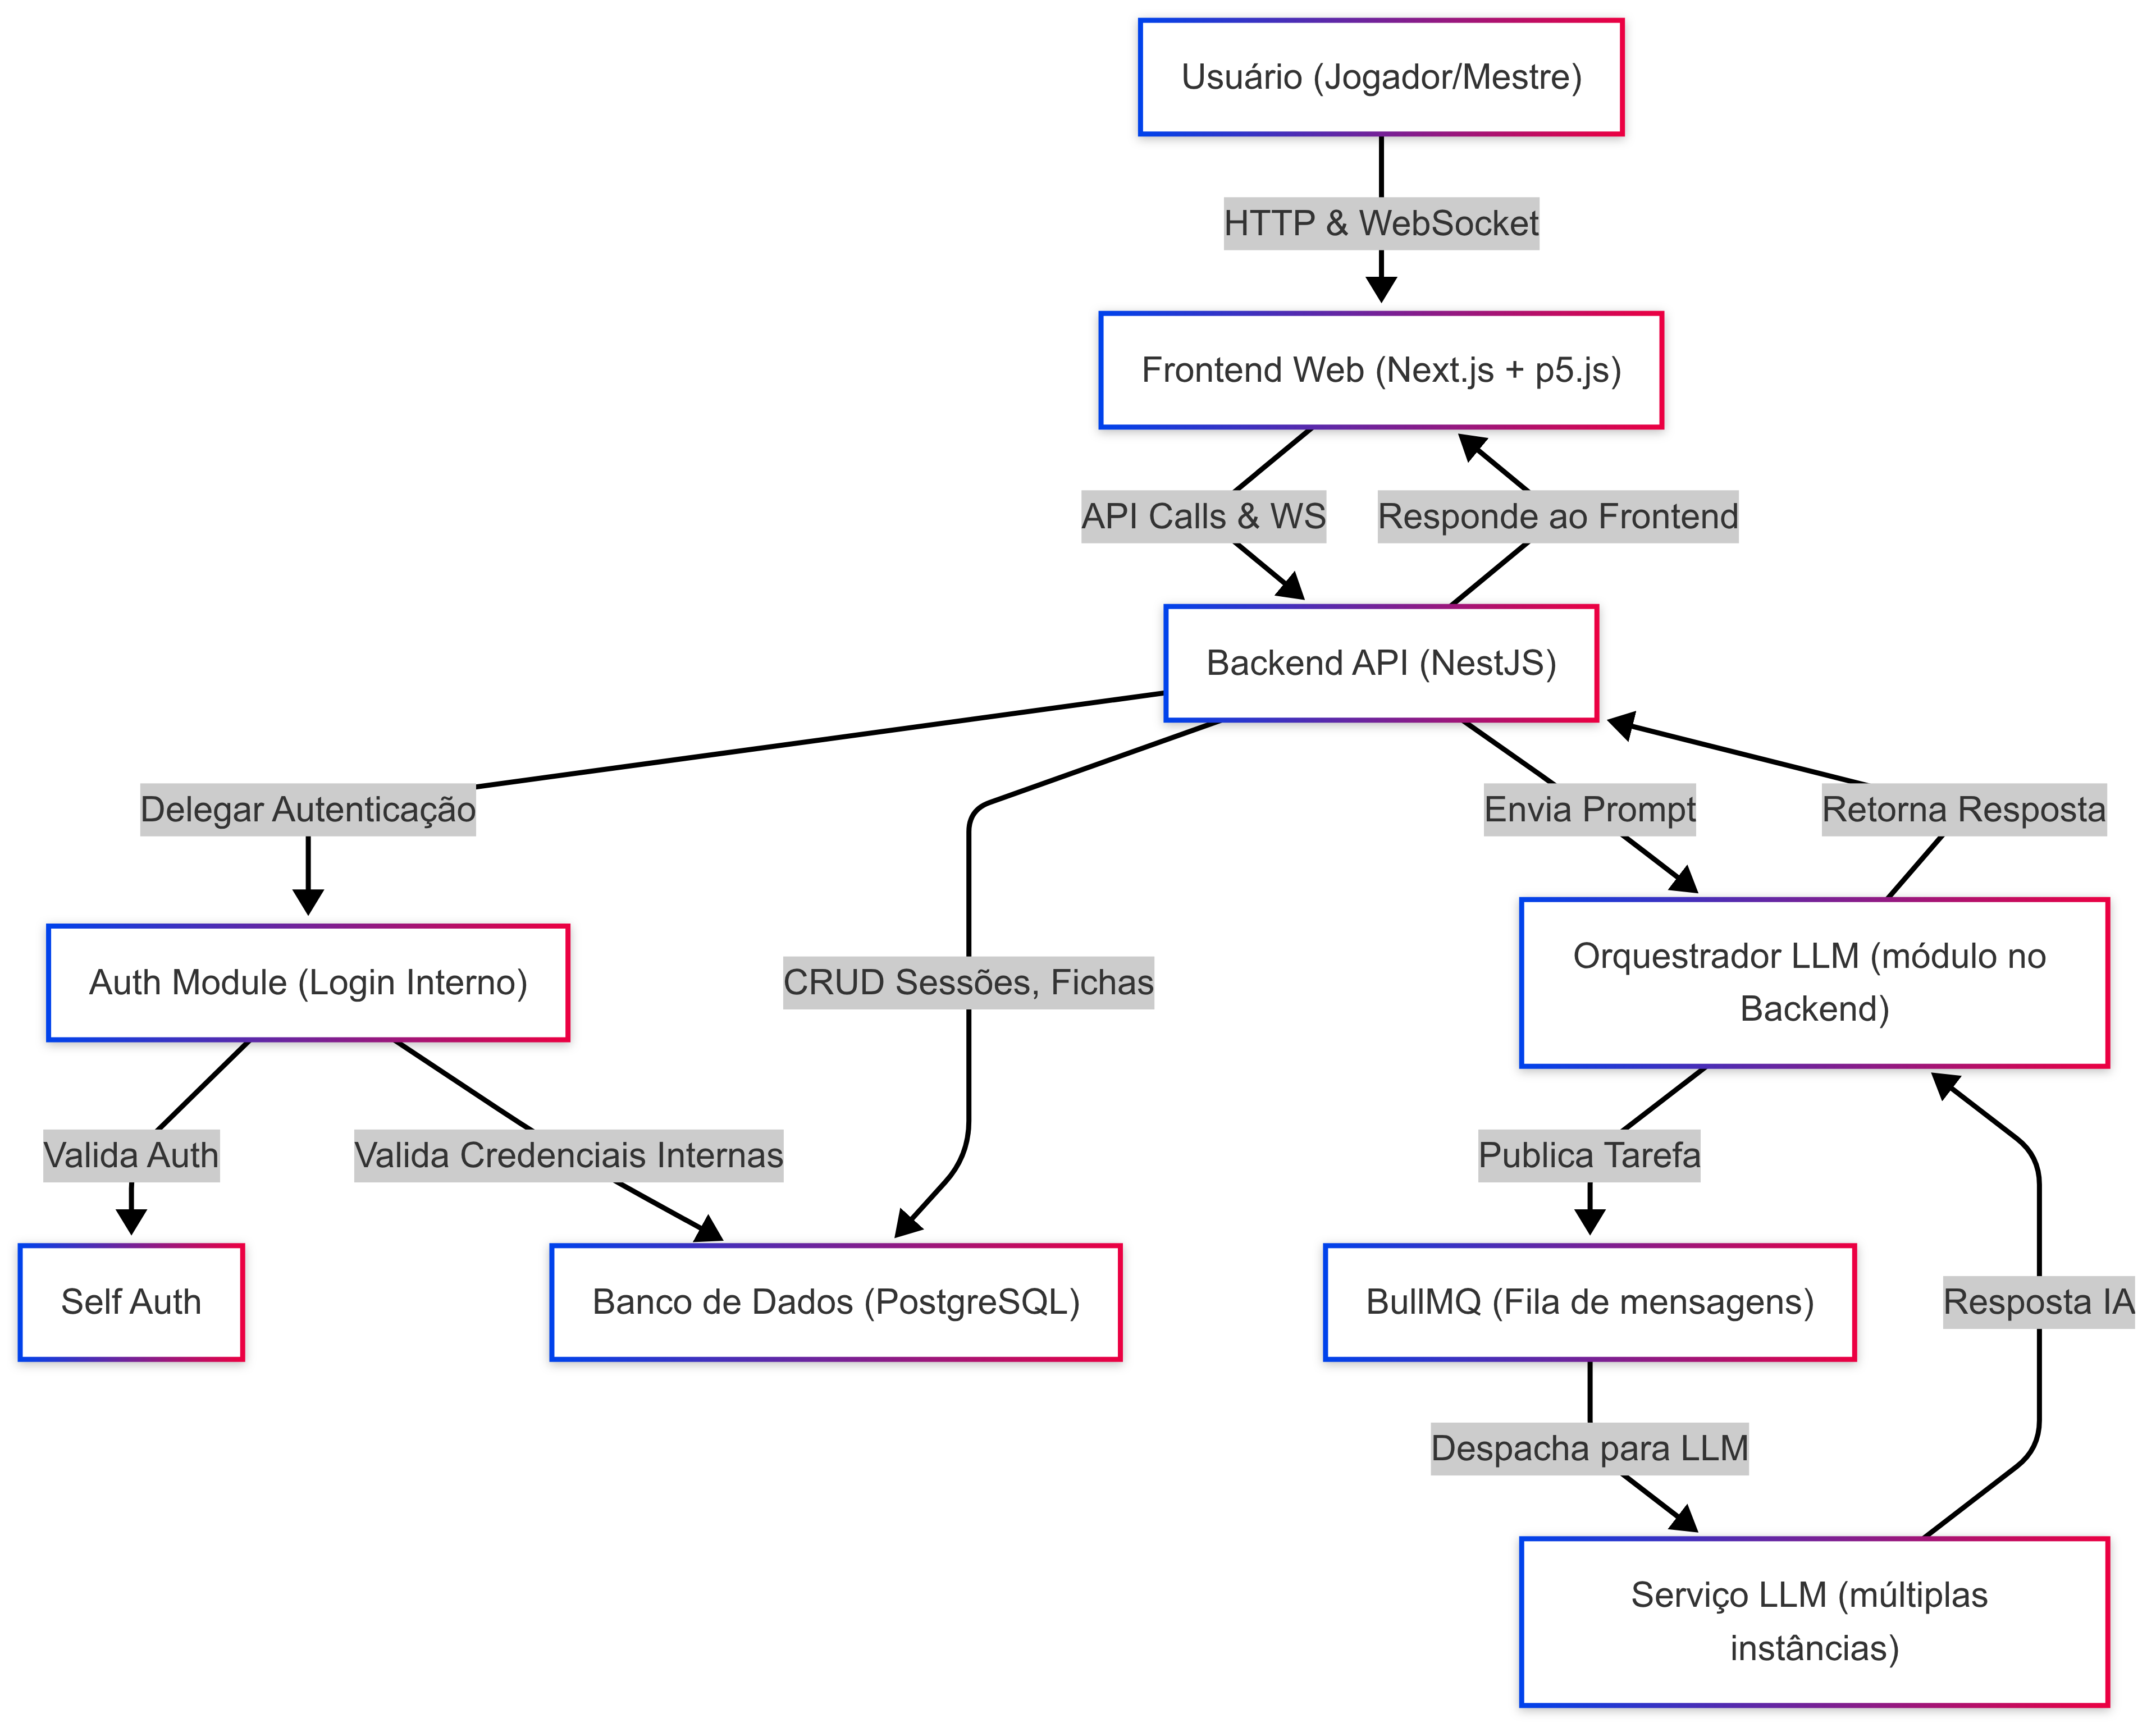 Usuário (Jogador/Mestre)
HTTP & WebSocket
Frontend Web (Next.js + p5.js)
API Calls & WS
Responde ao Frontend
Backend API (NestJS)
Delegar Autenticação
Envia Prompt
Retorna Resposta
Auth Module (Login Interno)
CRUD Sessões, Fichas
Orquestrador LLM (módulo no
Backend)
Valida Auth
Valida Credenciais Internas
Publica Tarefa
Self Auth
Banco de Dados (PostgreSQL)
BullMQ (Fila de mensagens)
Resposta IA
Despacha para LLM
Serviço LLM (múltiplas
instâncias)